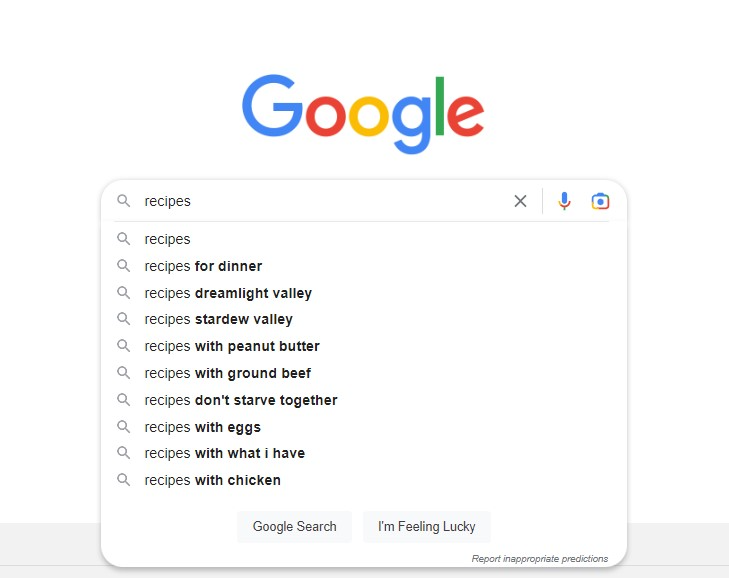 Google
recipes
recipes
recipes for dinner
recipes dreamlight valley
recipes stardew valley
recipes with peanut butter
recipes with ground beef
recipes don't starve together
recipes with eggs
recipes with what i have
recipes with chicken
Google Search I'm Feeling Lucky
Report inappropriate predictions